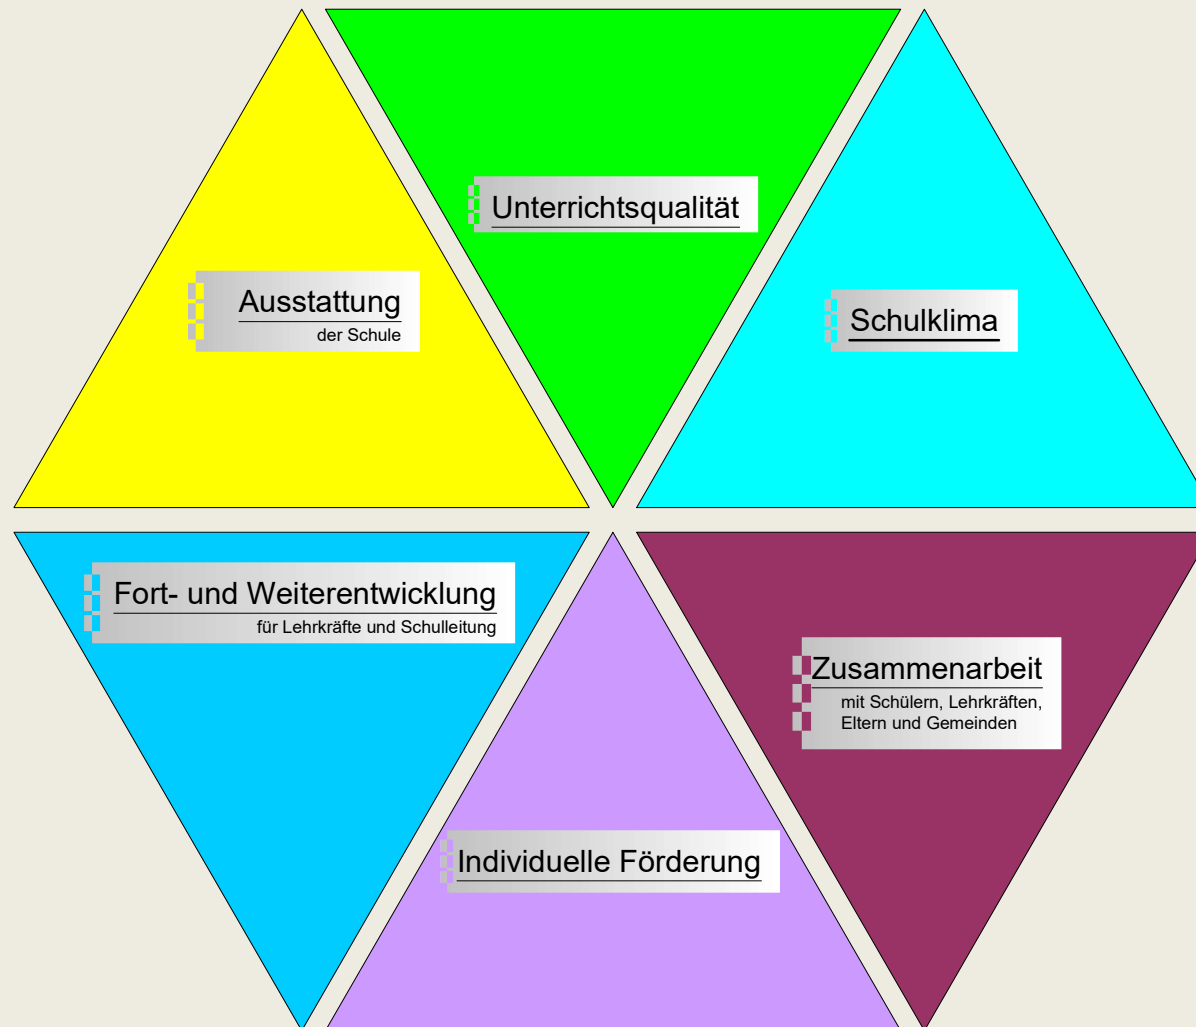 Unterrichtsqualität
Ausstattung
der Schule
Schulklima
Fort- und Weiterentwicklung
für Lehrkräfte und Schulleitung
Zusammenarbeit
mit Schülern, Lehrkräften,
Eltern und Gemeinden
Individuelle Förderung